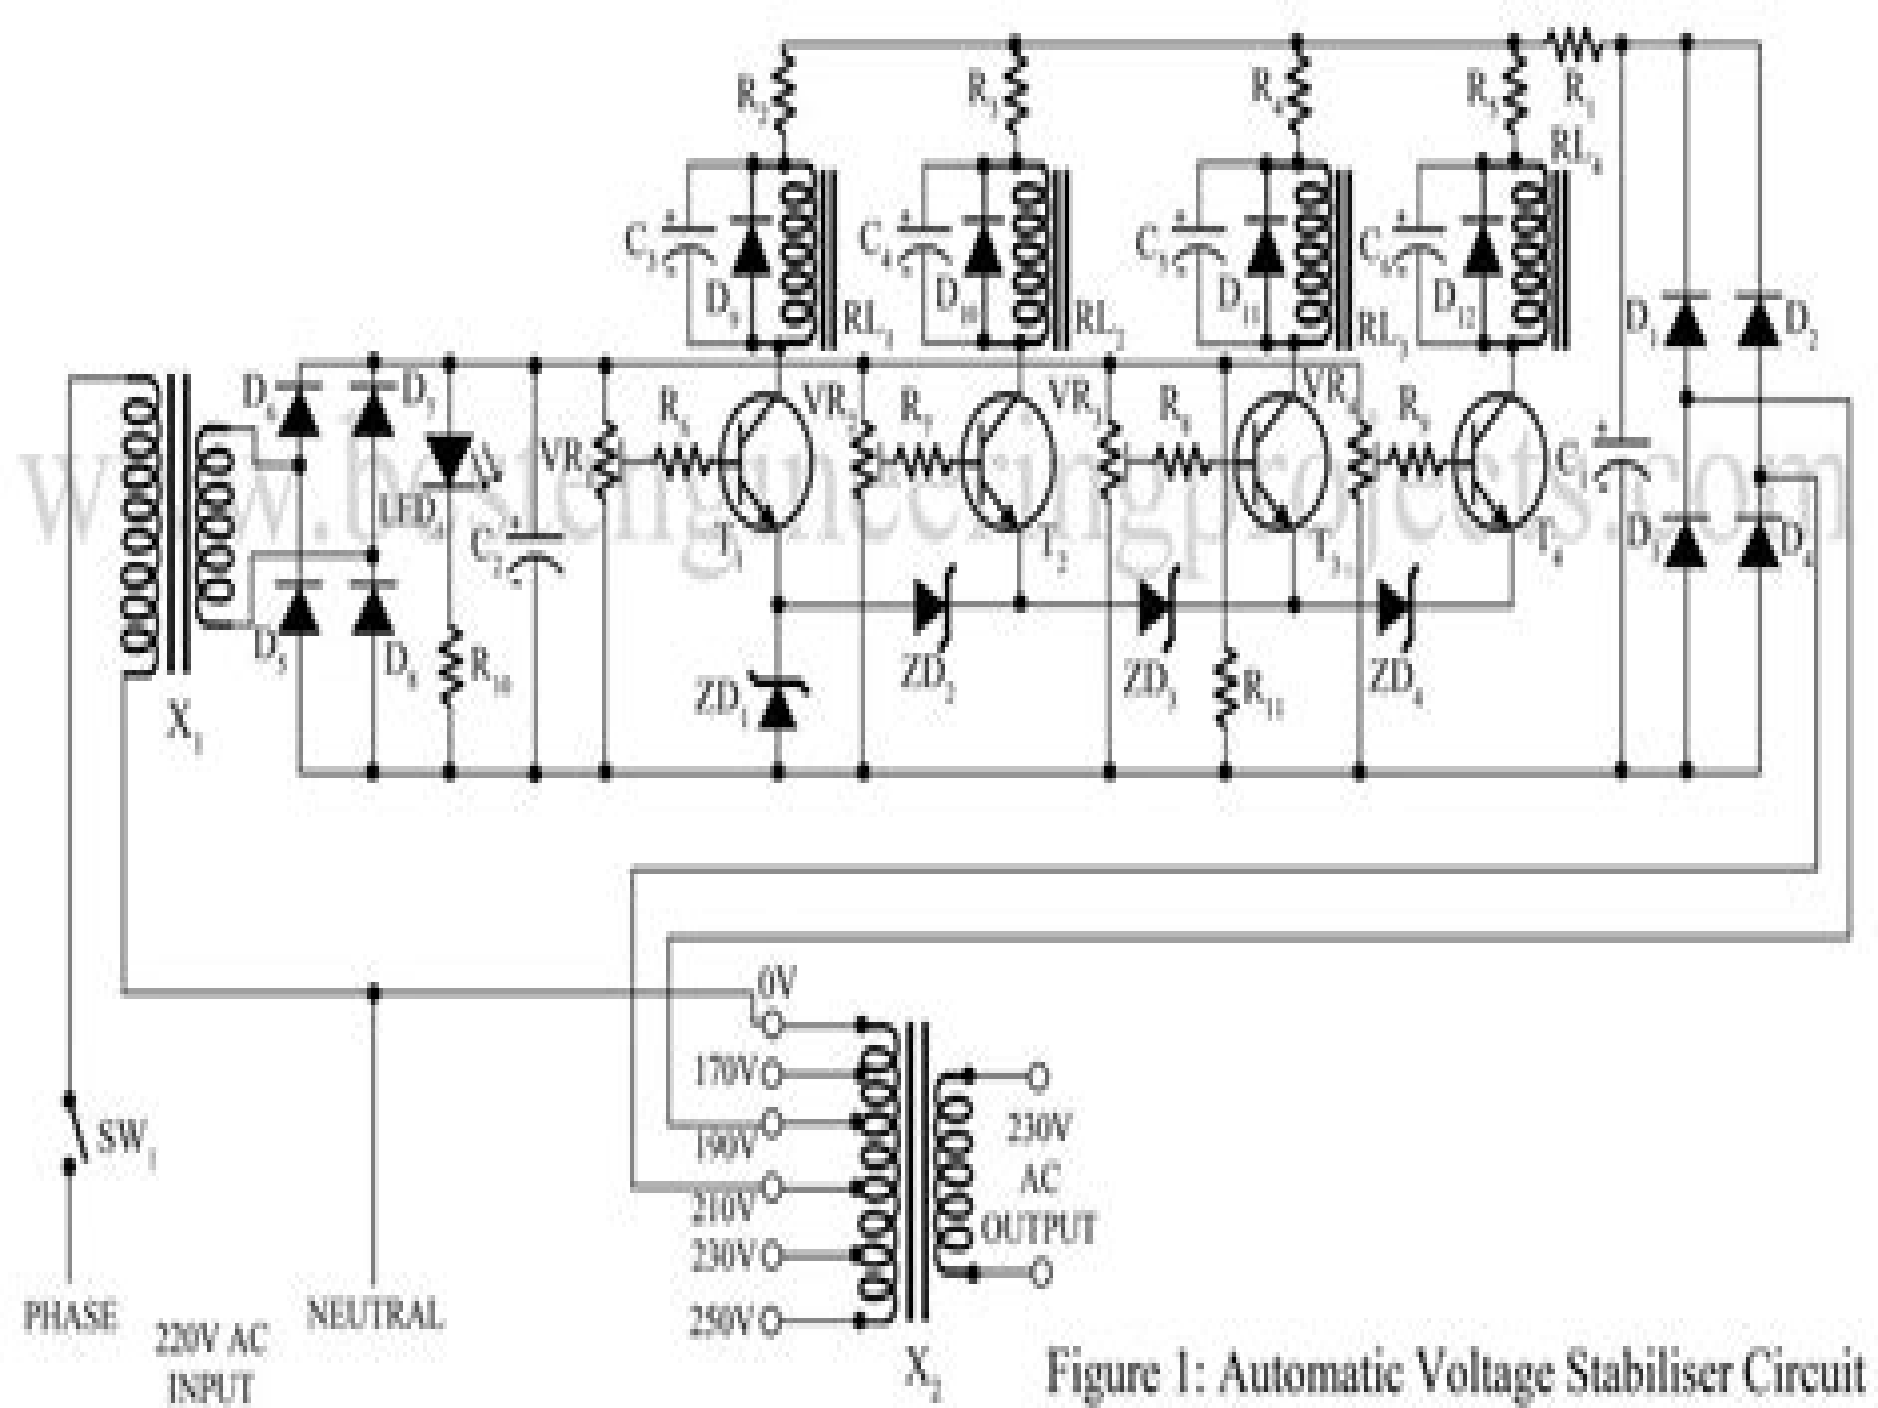 R2
R3
R4
R5
R1
RL4
C3
C4
C5
C6
D9
D10
D11
D12
RL1
RL2
RL3
D1
D2
D6
D7
R6
VR2
R7
VR3
R8
VR4
R9
VR1
C1
www.bestengineeringprojects.com
LED1
C2
T1
T2
T3
T4
D3
D4
D5
D8
R10
ZD1
ZD2
ZD3
R11
ZD4
X1
0V
170V
190V
210V
230V
250V
230V
AC
OUTPUT
SW1
PHASE
NEUTRAL
220V AC
INPUT
X2
Figure 1: Automatic Voltage Stabiliser Circuit